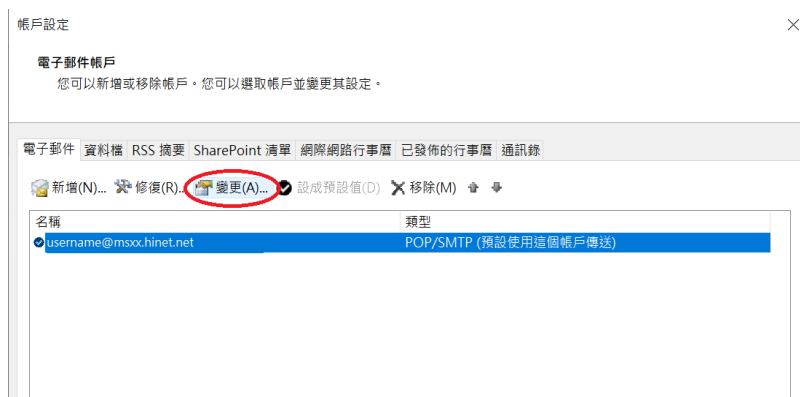 帳戶設定
電子郵件帳戶
您可以新增或移除帳戶。您可以選取帳戶並變更其設定。
電子郵件 資料檔 RSS 摘要 SharePoint 清單 網際網路行事曆 已發佈的行事曆 通訊錄
新增(N)... 修復(R)... 變更(A)... 設成預設值(D) 移除(M)
名稱 類型
username@msxx.hinet.net POP/SMTP (預設使用這個帳戶傳送)